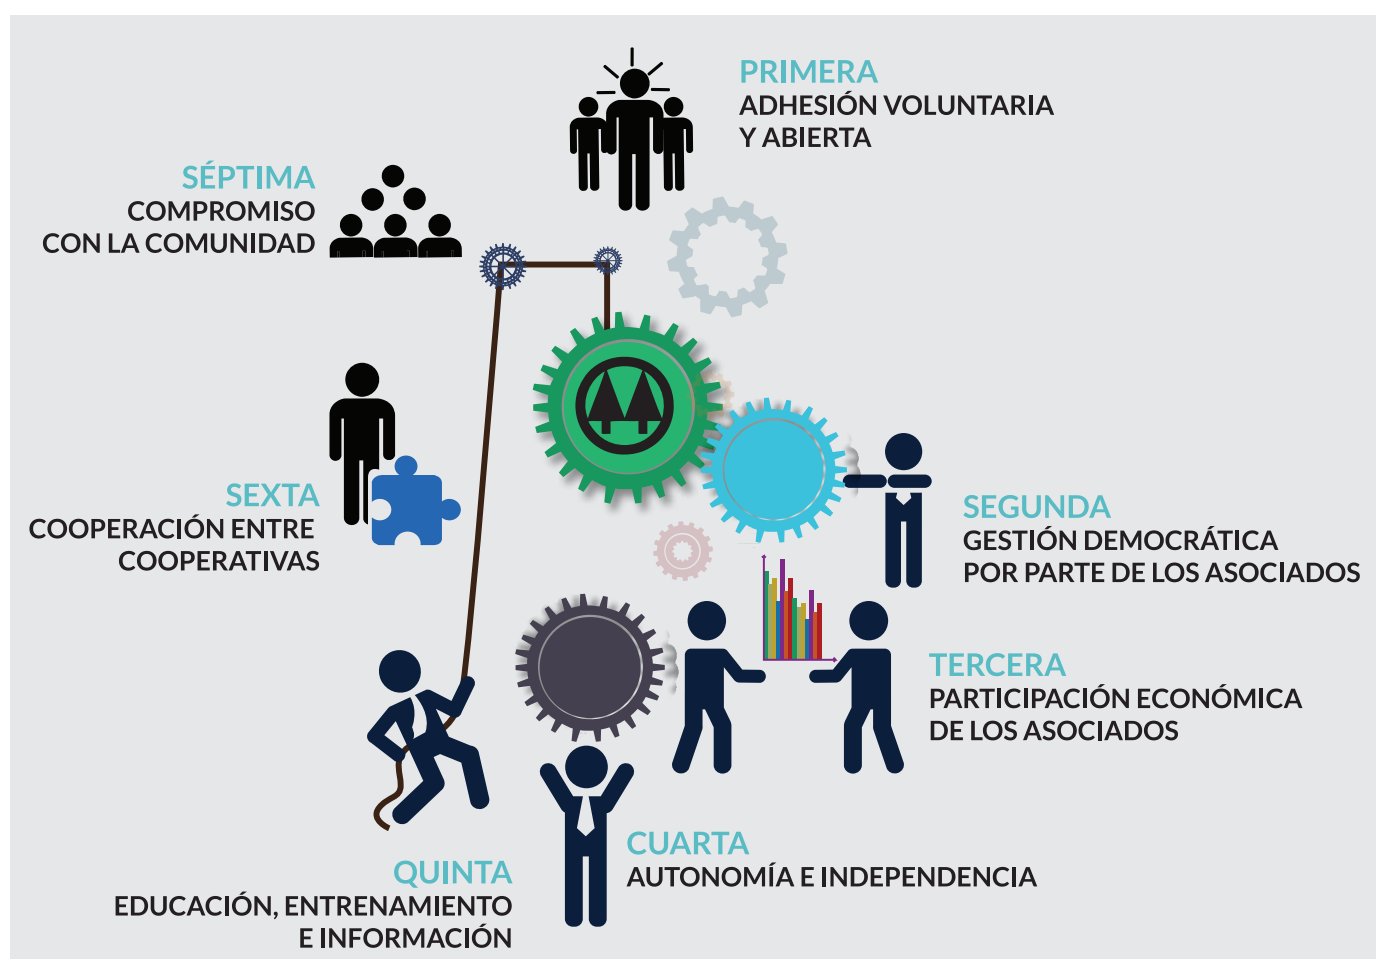 PRIMERA
ADHESIÓN VOLUNTARIA
Y ABIERTA
SEGUNDA
GESTIÓN DEMOCRÁTICA
POR PARTE DE LOS ASOCIADOS
TERCERA
PARTICIPACIÓN ECONÓMICA
DE LOS ASOCIADOS
CUARTA
AUTONOMÍA E INDEPENDENCIA
QUINTA
EDUCACIÓN, ENTRENAMIENTO
E INFORMACIÓN
SEXTA
COOPERACIÓN ENTRE
COOPERATIVAS
SÉPTIMA
COMPROMISO
CON LA COMUNIDAD